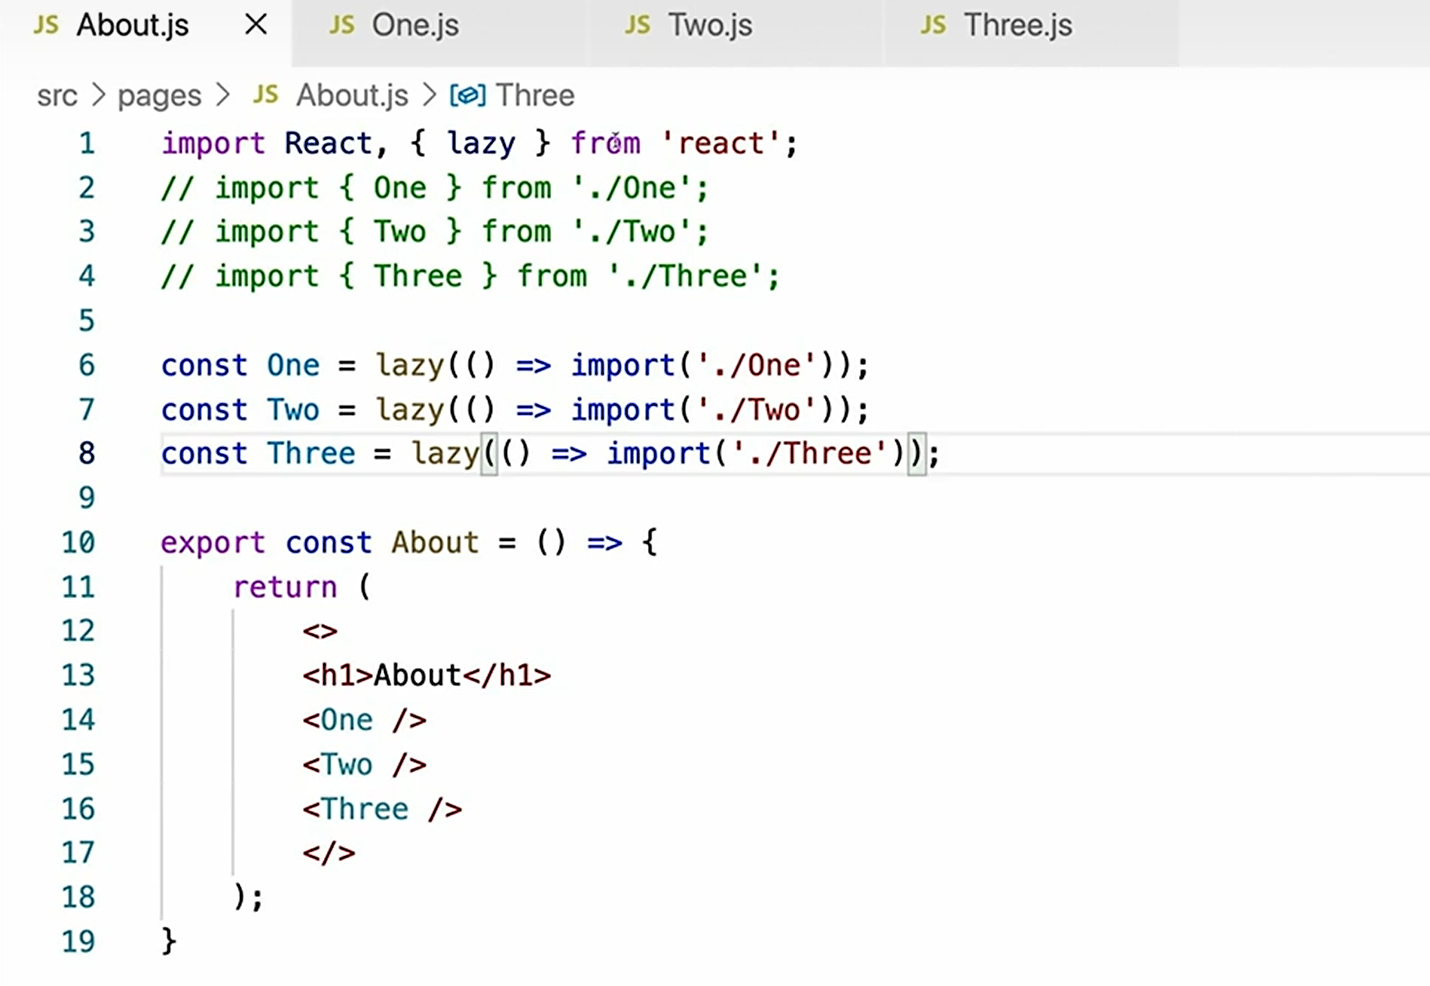 JS About.js × JS One.js JS Two.js JS Three.js
src > pages > JS About.js > Three
1 import React, { lazy } from 'react';
2 // import { One } from './One';
3 // import { Two } from './Two';
4 // import { Three } from './Three';
5
6 const One = lazy(() => import('./One'));
7 const Two = lazy(() => import('./Two'));
8 const Three = lazy(() => import('./Three'));
9
10 export const About = () => {
11     return (
12         <>
13         <h1>About</h1>
14         <One />
15         <Two />
16         <Three />
17         </>
18     );
19 }